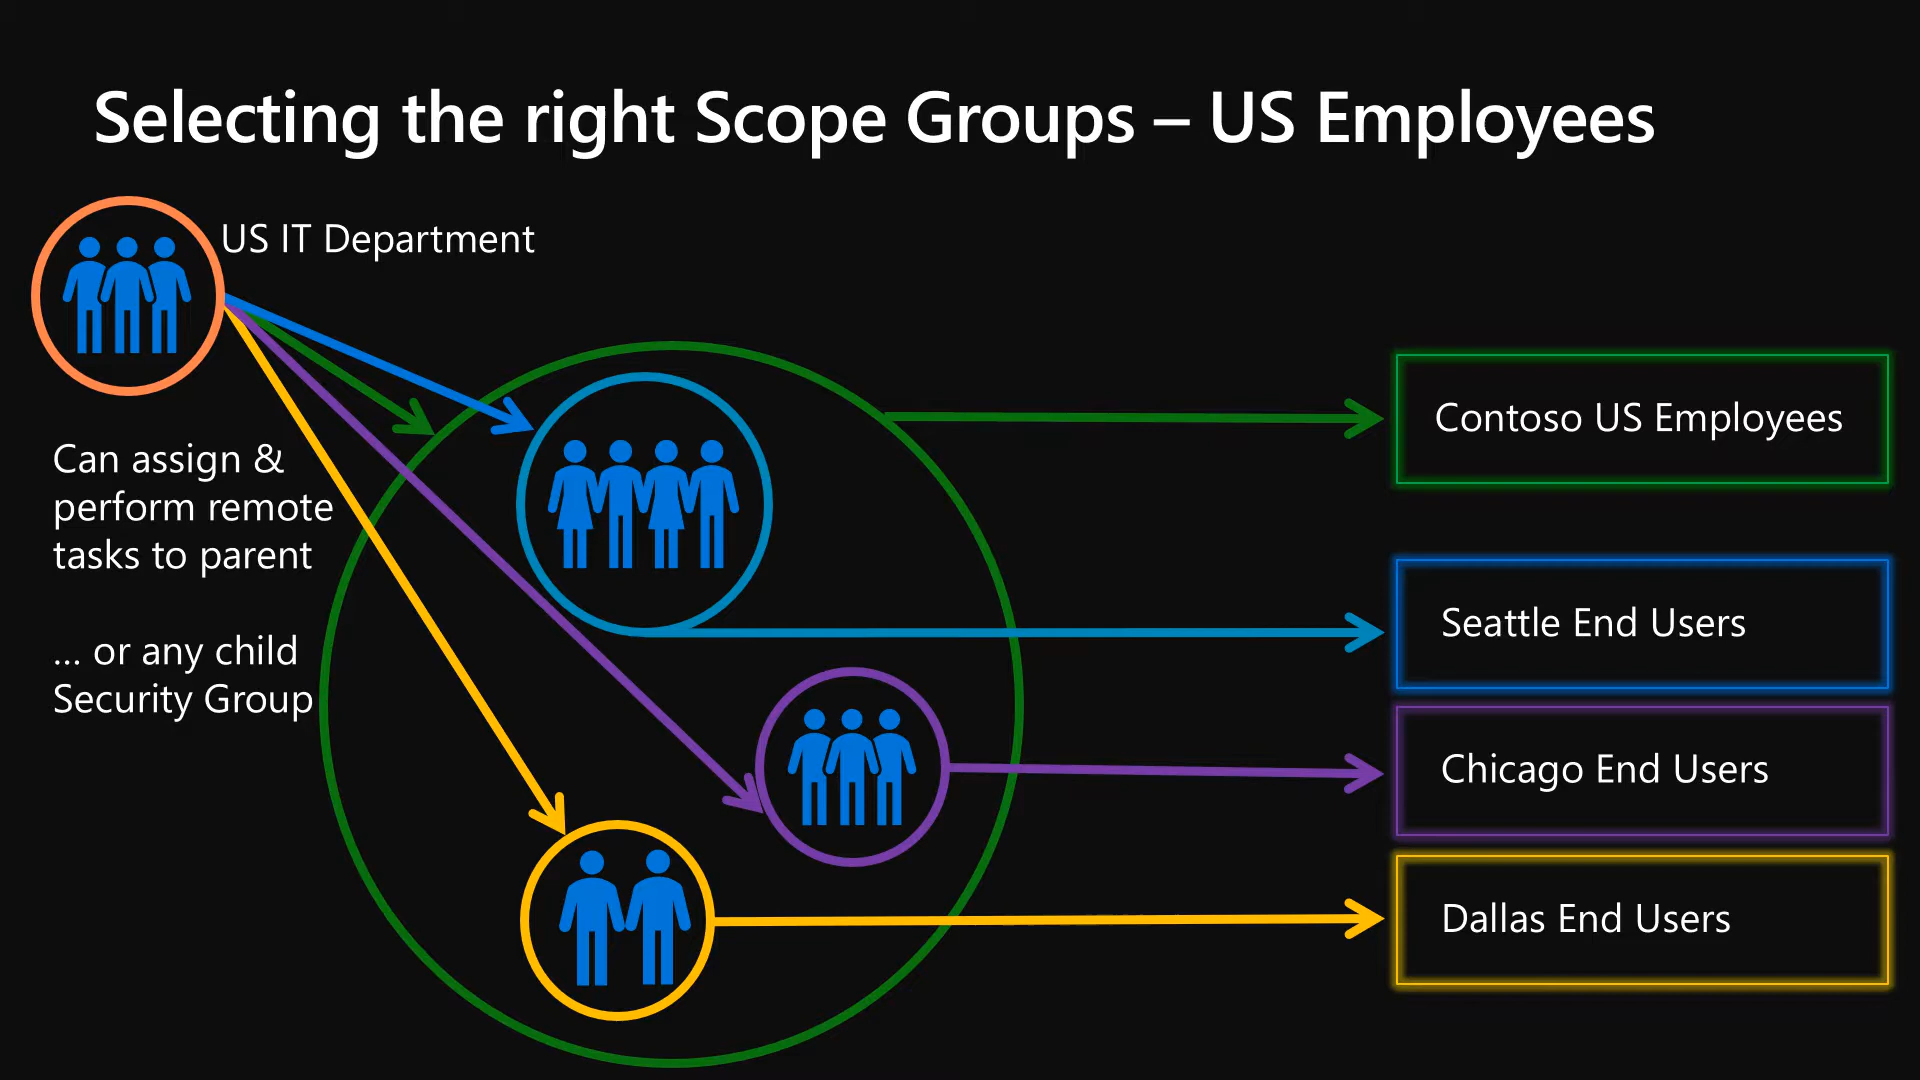 Selecting the right Scope Groups – US Employees
US IT Department
Can assign &
perform remote
tasks to parent
... or any child
Security Group
Contoso US Employees
Seattle End Users
Chicago End Users
Dallas End Users